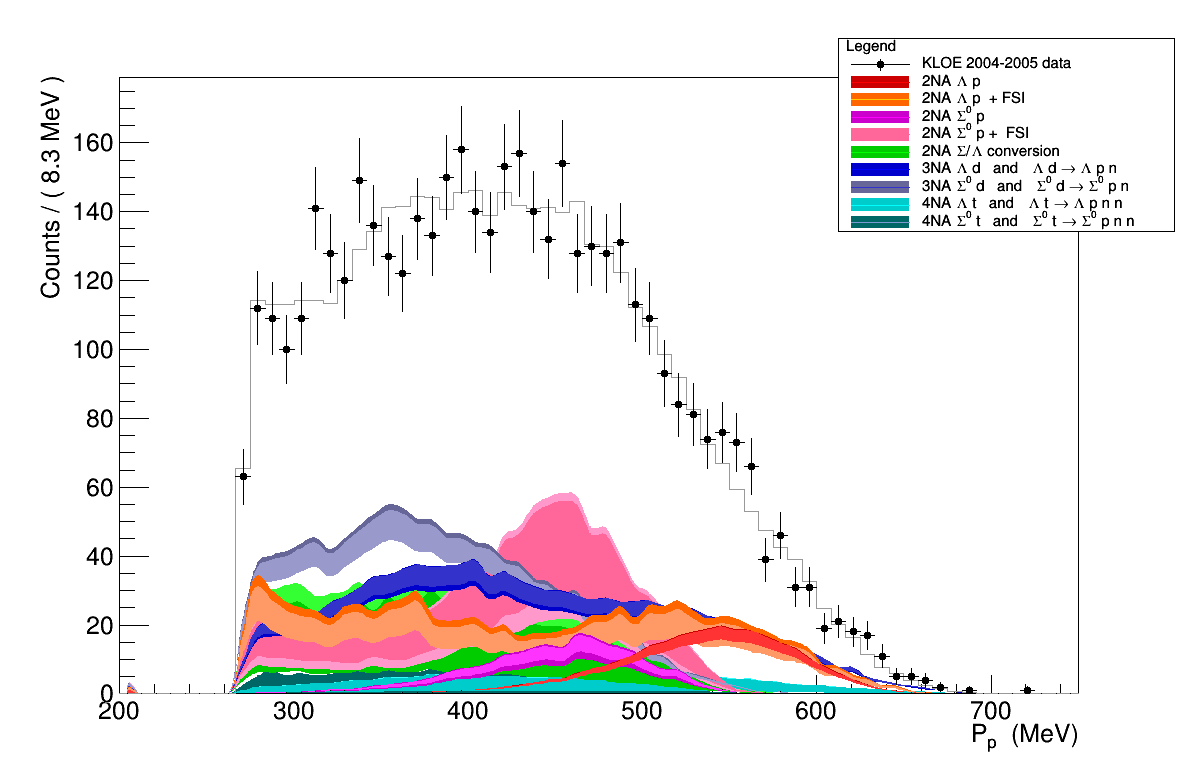 Legend
KLOE 2004-2005 data
2NA Λ p
2NA Λ p + FSI
2NA Σ⁰ p
2NA Σ⁰ p + FSI
2NA Σ/Λ conversion
3NA Λ d and Λ d → Λ p n
3NA Σ⁰ d and Σ⁰ d → Σ⁰ p n
4NA Λ t and Λ t → Λ p n n
4NA Σ⁰ t and Σ⁰ t → Σ⁰ p n n
Counts / ( 8.3 MeV )
160
140
120
100
80
60
40
20
0
200 300 400 500 600 700
Pₚ (MeV)